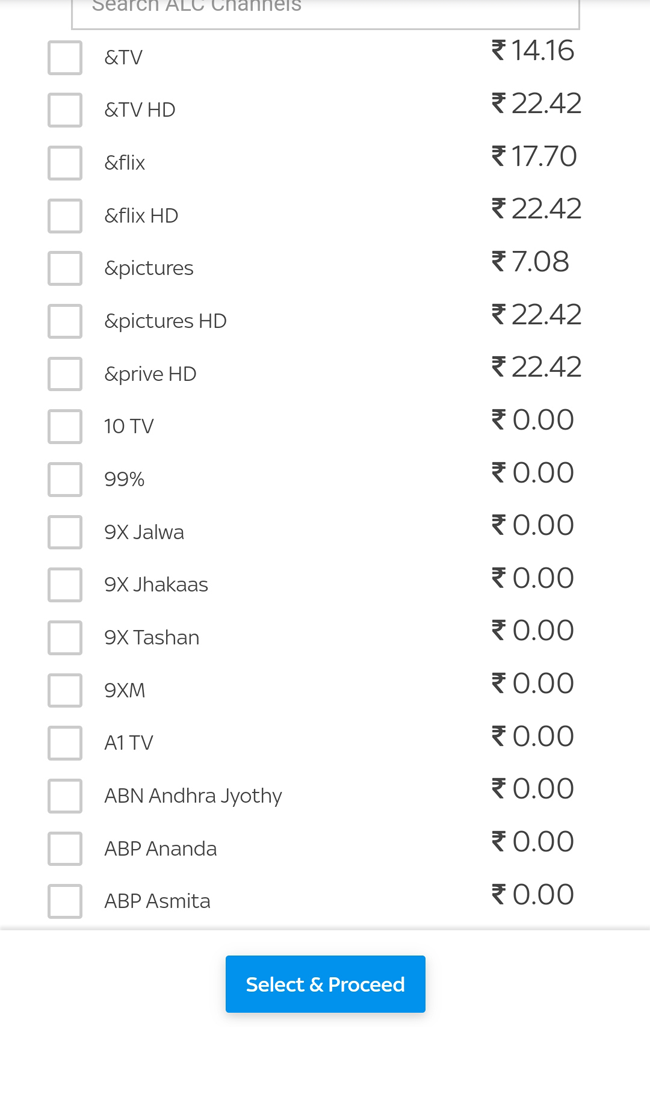 Search ALC Channels
&TV ₹ 14.16
&TV HD ₹ 22.42
&flix ₹ 17.70
&flix HD ₹ 22.42
&pictures ₹ 7.08
&pictures HD ₹ 22.42
&prive HD ₹ 22.42
10 TV ₹ 0.00
99% ₹ 0.00
9X Jalwa ₹ 0.00
9X Jhakaas ₹ 0.00
9X Tashan ₹ 0.00
9XM ₹ 0.00
A1 TV ₹ 0.00
ABN Andhra Jyothy ₹ 0.00
ABP Ananda ₹ 0.00
ABP Asmita ₹ 0.00
Select & Proceed